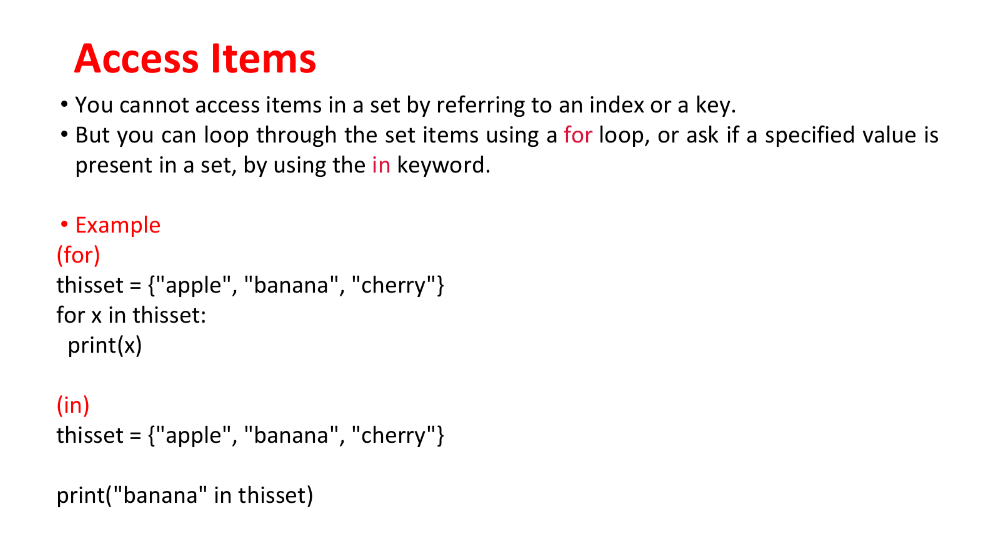 Access Items
• You cannot access items in a set by referring to an index or a key.
• But you can loop through the set items using a for loop, or ask if a specified value is
present in a set, by using the in keyword.
• Example
(for)
thisset = {"apple", "banana", "cherry"}
for x in thisset:
  print(x)
(in)
thisset = {"apple", "banana", "cherry"}
print("banana" in thisset)